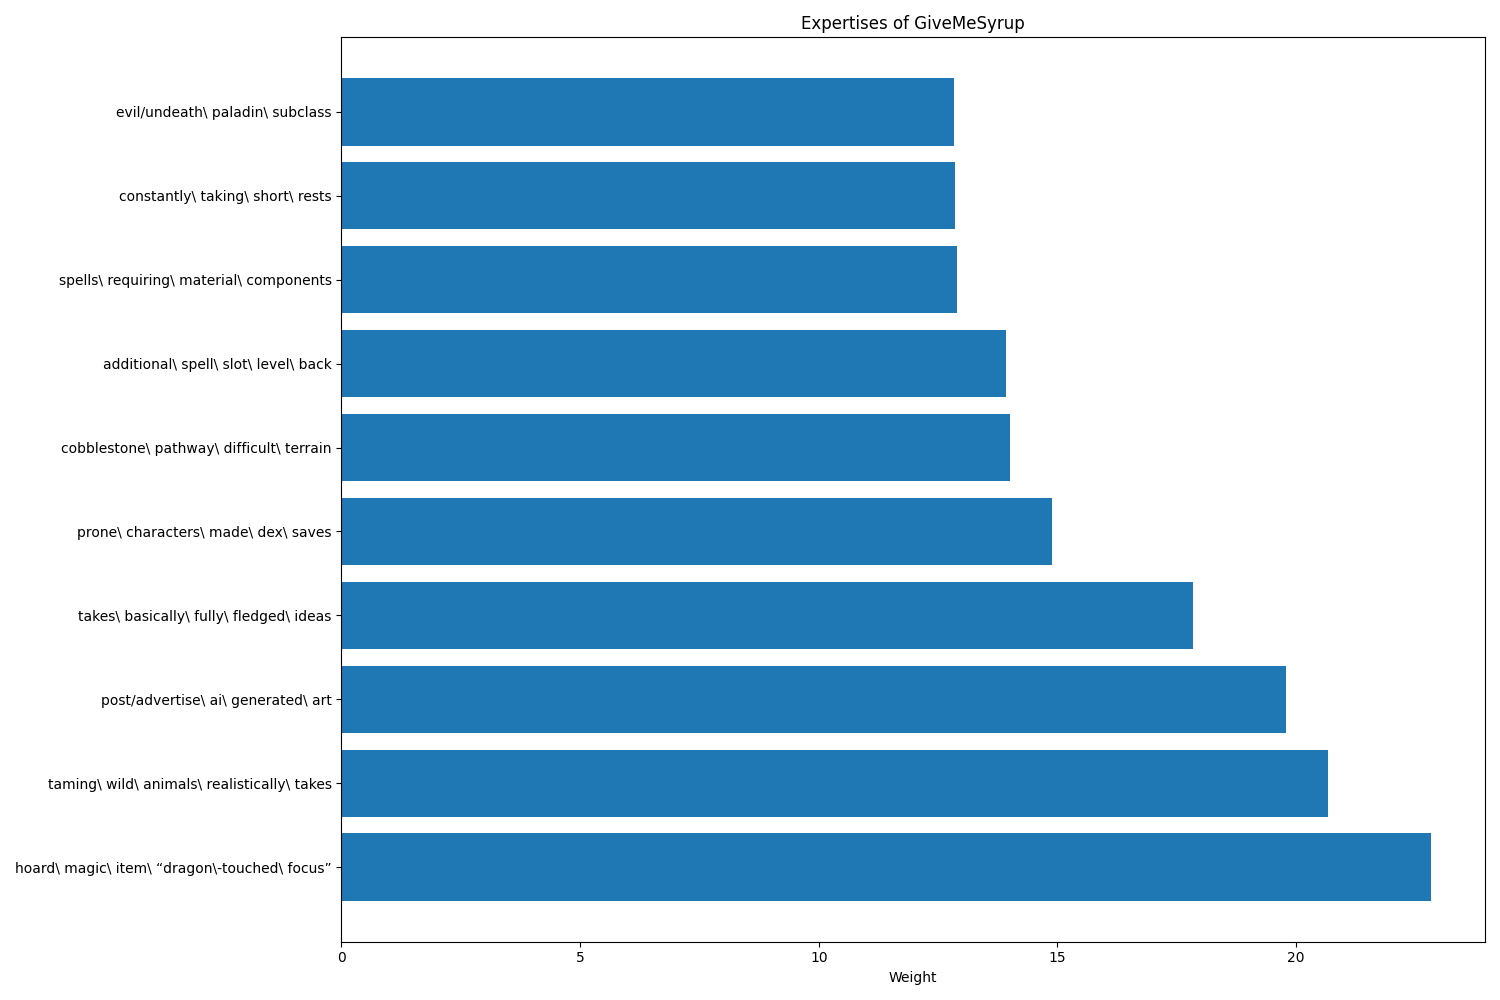 Expertises of GiveMeSyrup
evil/undeath\ paladin\ subclass
constantly\ taking\ short\ rests
spells\ requiring\ material\ components
additional\ spell\ slot\ level\ back
cobblestone\ pathway\ difficult\ terrain
prone\ characters\ made\ dex\ saves
takes\ basically\ fully\ fledged\ ideas
post/advertise\ ai\ generated\ art
taming\ wild\ animals\ realistically\ takes
hoard\ magic\ item\ “dragon\-touched\ focus”
0 5 10 15 20
Weight